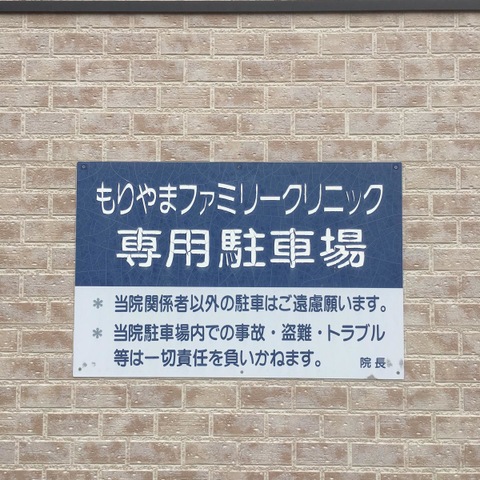 もりやまファミリークリニック
専用駐車場
* 当院関係者以外の駐車はご遠慮願います。
* 当院駐車場内での事故・盗難・トラブル
等は一切責任を負いかねます。
院長